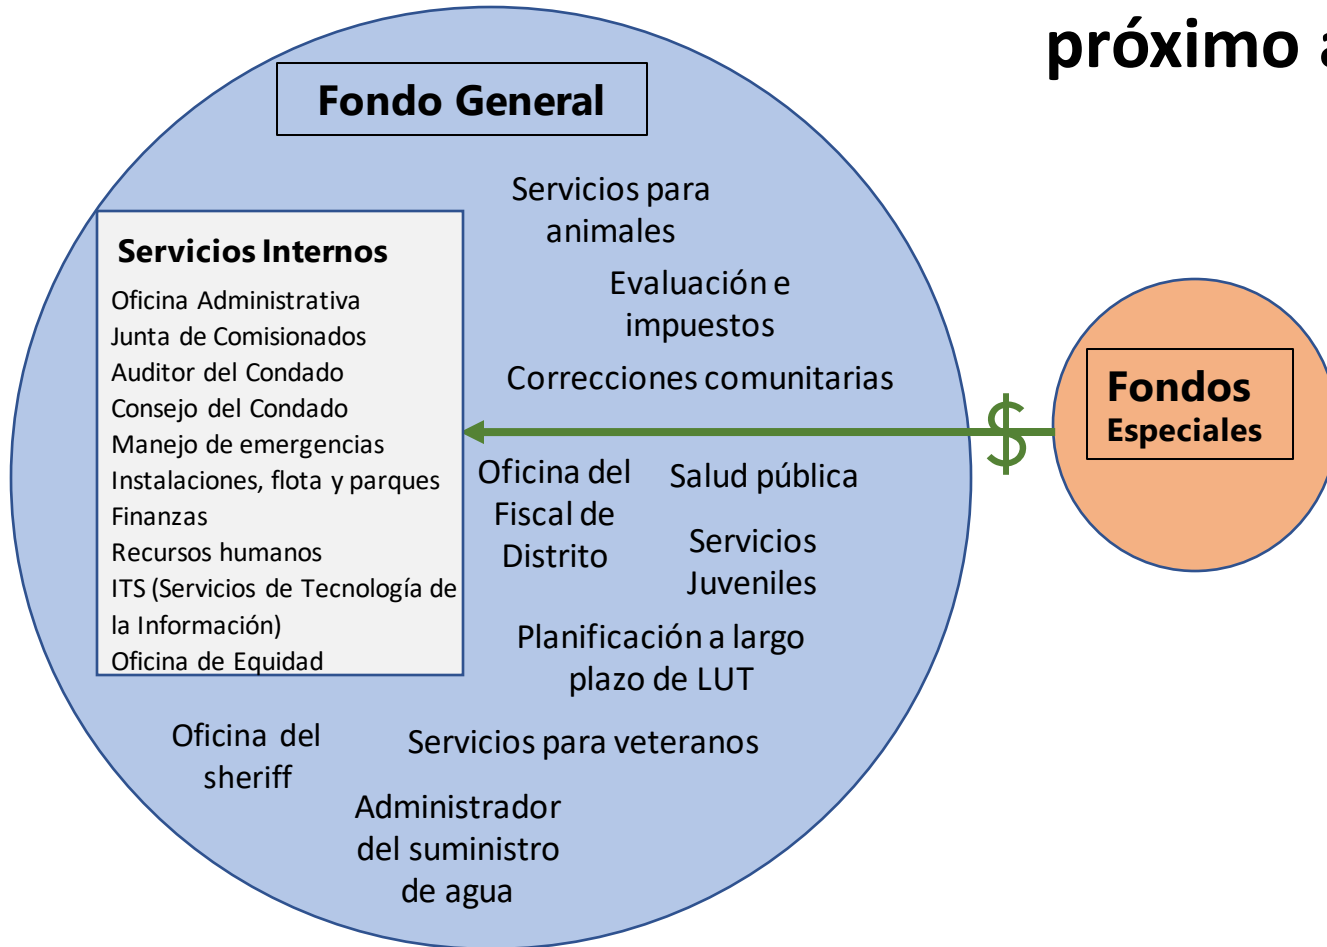 próximo a
Fondo General
Servicios para
animales
Evaluación e
impuestos
Correcciones comunitarias
Servicios Internos
Oficina Administrativa
Junta de Comisionados
Auditor del Condado
Consejo del Condado
Manejo de emergencias
Instalaciones, flota y parques
Finanzas
Recursos humanos
ITS (Servicios de Tecnología de
la Información)
Oficina de Equidad
$
Fondos
Especiales
Oficina del
Fiscal de
Distrito
Salud pública
Servicios
Juveniles
Planificación a largo
plazo de LUT
Oficina del
sheriff
Servicios para veteranos
Administrador
del suministro
de agua